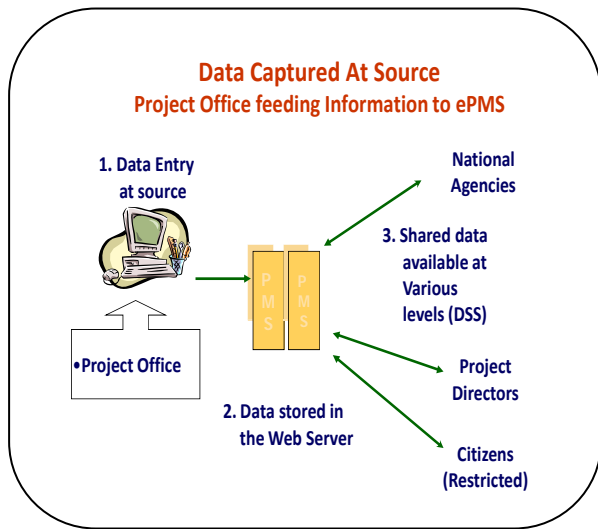 Data Captured At Source
Project Office feeding Information to ePMS
1. Data Entry
at source
National
Agencies
3. Shared data
available at
Various
levels (DSS)
PMS
PMS
•Project Office
Project
Directors
2. Data stored in
the Web Server
Citizens
(Restricted)